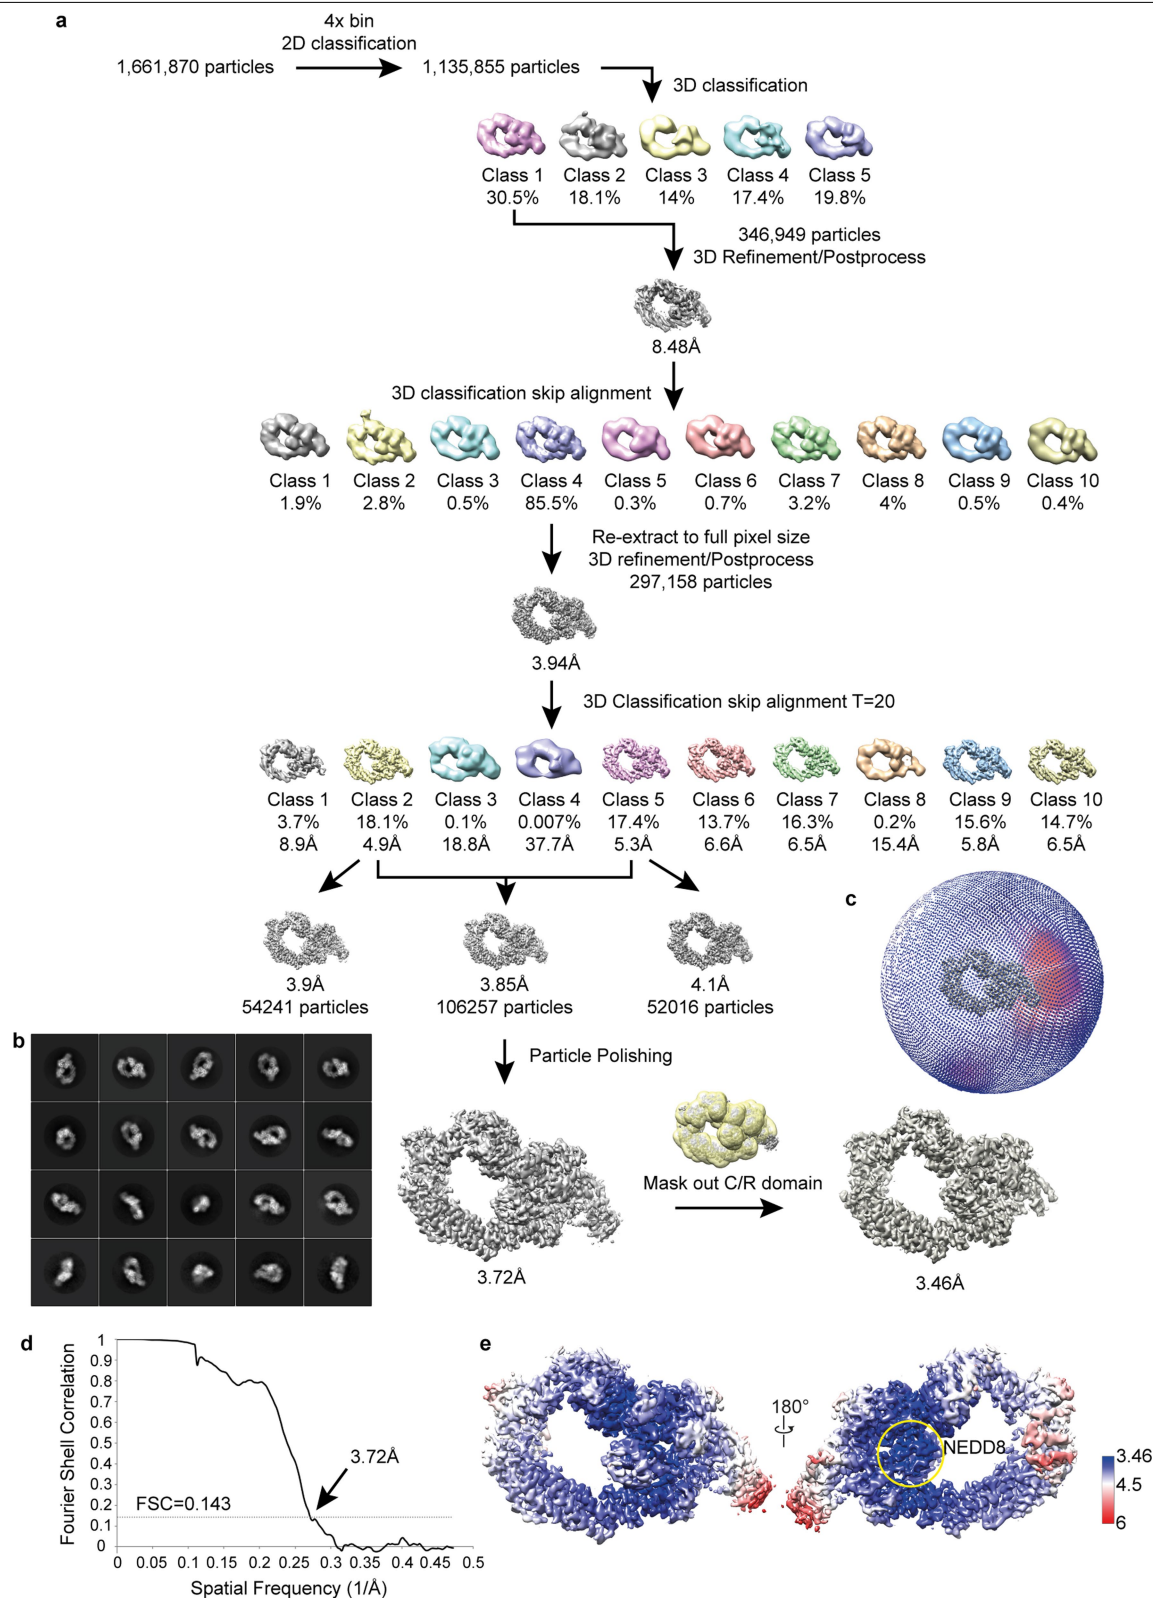 a
4x bin
2D classification
1,661,870 particles
1,135,855 particles
3D classification
Class 1 Class 2 Class 3 Class 4 Class 5
30.5% 18.1% 14% 17.4% 19.8%
346,949 particles
3D Refinement/Postprocess
8.48Å
3D classification skip alignment
Class 1 Class 2 Class 3 Class 4 Class 5 Class 6 Class 7 Class 8 Class 9 Class 10
1.9% 2.8% 0.5% 85.5% 0.3% 0.7% 3.2% 4% 0.5% 0.4%
Re-extract to full pixel size
3D refinement/Postprocess
297,158 particles
3.94Å
3D Classification skip alignment T=20
Class 1 Class 2 Class 3 Class 4 Class 5 Class 6 Class 7 Class 8 Class 9 Class 10
3.7% 18.1% 0.1% 0.007% 17.4% 13.7% 16.3% 0.2% 15.6% 14.7%
8.9Å 4.9Å 18.8Å 37.7Å 5.3Å 6.6Å 6.5Å 15.4Å 5.8Å 6.5Å
3.9Å 3.85Å 4.1Å
54241 particles 106257 particles 52016 particles
Particle Polishing
Mask out C/R domain
3.72Å
3.46Å
b
c
d
1
0.9
0.8
0.7
0.6
0.5
0.4
0.3
0.2
0.1
0
Fourier Shell Correlation
3.72Å
FSC=0.143
0 0.05 0.1 0.15 0.2 0.25 0.3 0.35 0.4 0.45 0.5
Spatial Frequency (1/Å)
e
180°
NEDD8
3.46
4.5
6